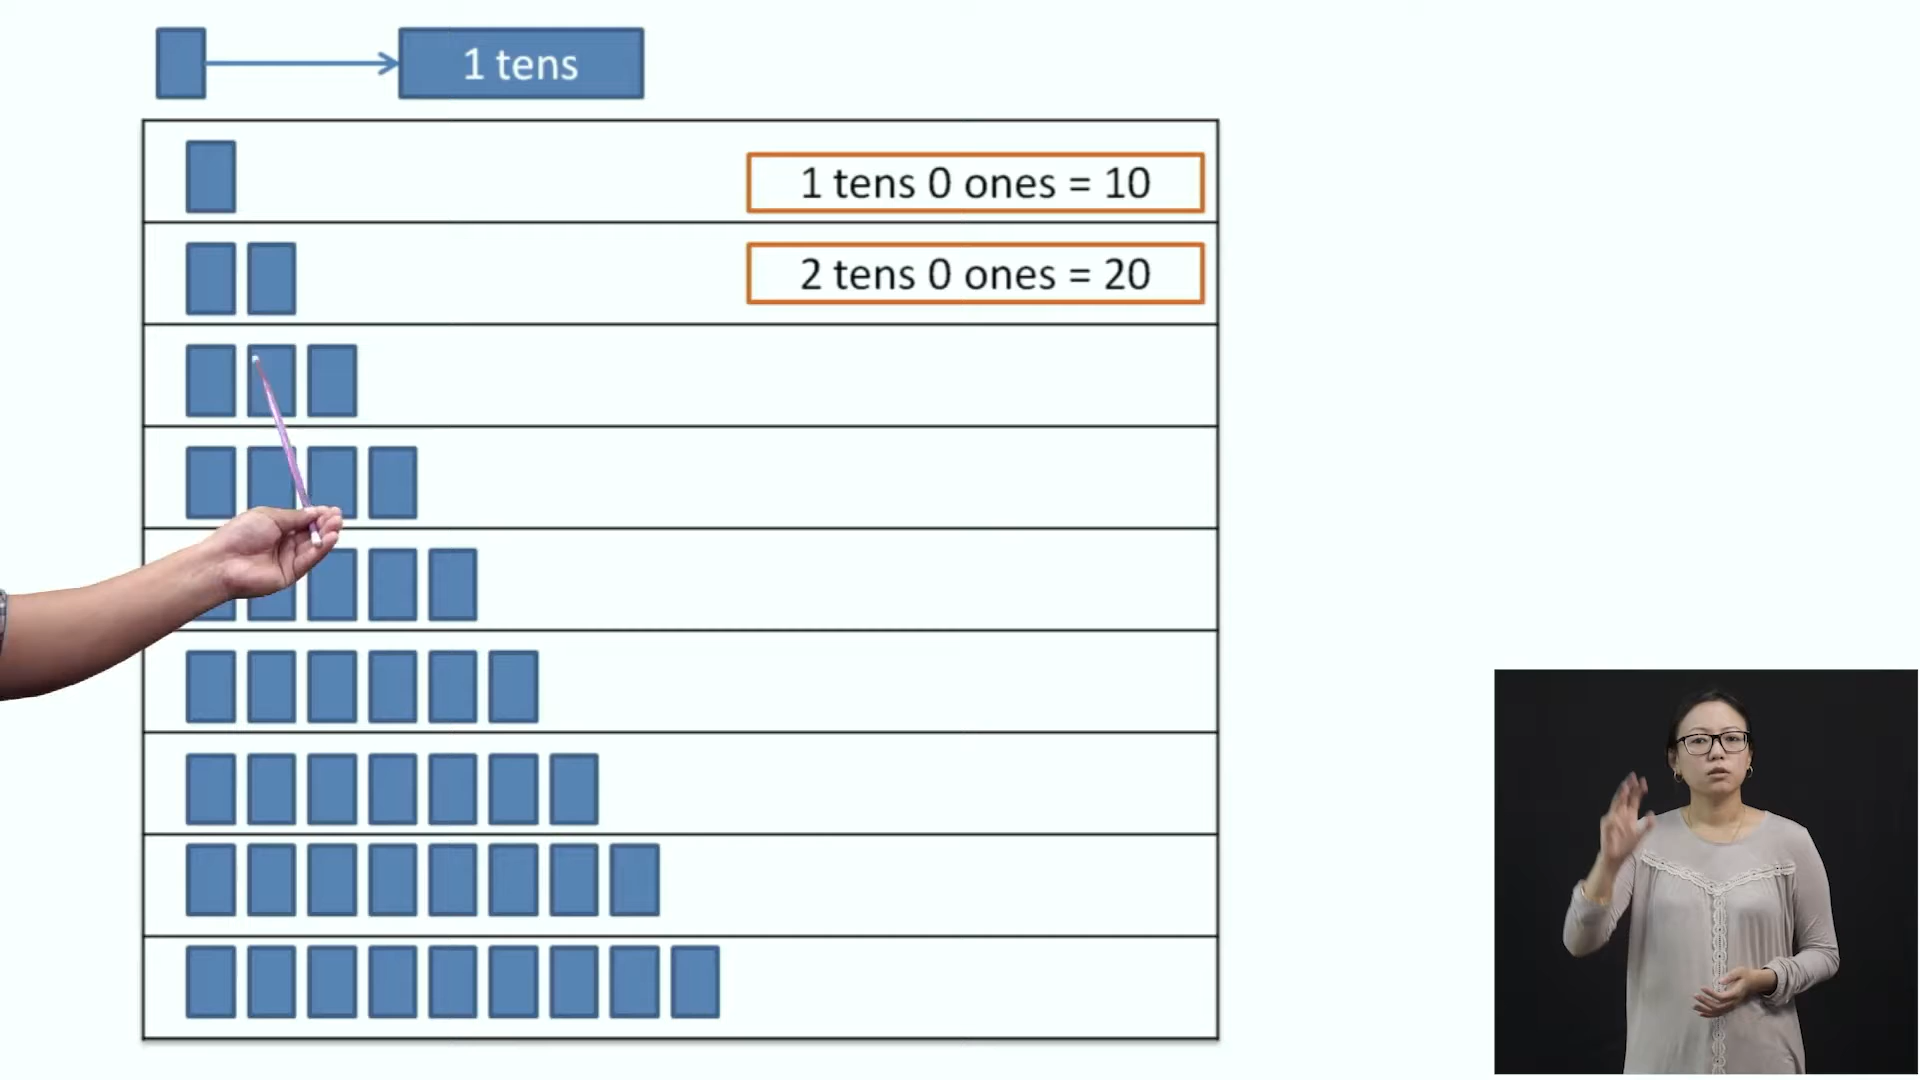 1 tens
1 tens 0 ones = 10
2 tens 0 ones = 20